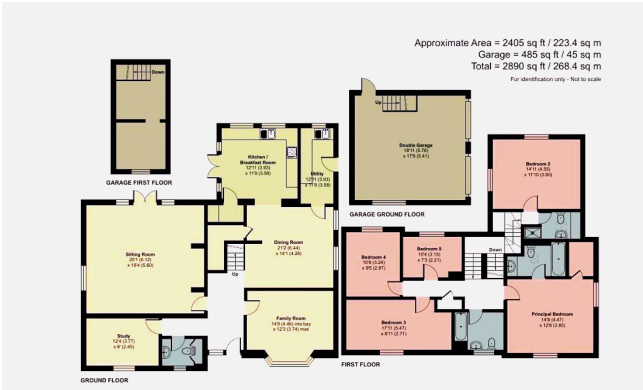 Approximate Area = 2405 sq ft / 223.4 sq m
Garage = 485 sq ft / 45 sq m
Total = 2890 sq ft / 268.4 sq m
For identification only - Not to scale
Down
GARAGE FIRST FLOOR
Kitchen /
Breakfast Room
12'11 (3.93)
x 11'9 (3.58)
Utility
12'11 (3.93)
x 11'9 (3.58)
Up
Double Garage
18'11 (5.76)
x 17'9 (5.41)
GARAGE GROUND FLOOR
Bedroom 2
14'11 (4.55)
x 11'10 (3.60)
Sitting Room
20'1 (6.12)
x 18'4 (5.60)
Dining Room
21'2 (6.44)
x 14'1 (4.28)
Up
Bedroom 4
10'8 (3.24)
x 9'5 (2.87)
Bedroom 5
10'4 (3.15)
x 7'3 (2.21)
Down
Family Room
14'8 (4.46) into bay
x 12'3 (3.74) max
Bedroom 3
17'11 (5.47)
x 8'11 (2.71)
Principal Bedroom
14'8 (4.47)
x 12'8 (3.85)
Study
12'4 (3.77)
x 8' (2.45)
GROUND FLOOR
FIRST FLOOR